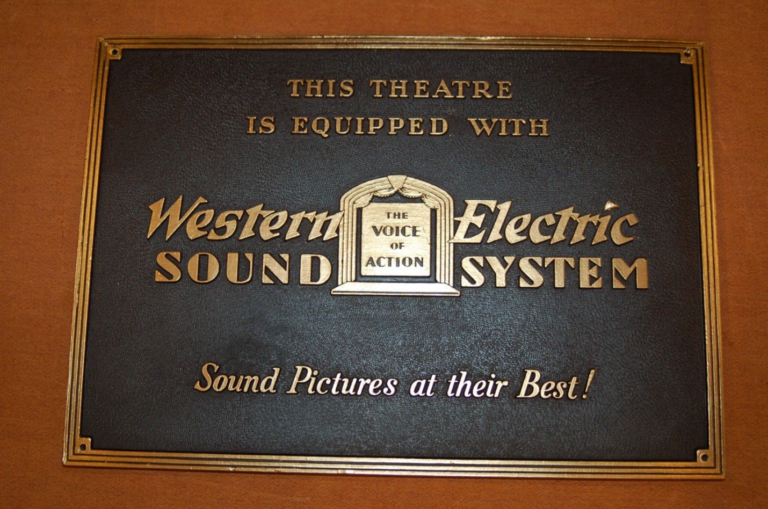 THIS THEATRE
IS EQUIPPED WITH
Western Electric
SOUND SYSTEM
THE
VOICE
OF
ACTION
Sound Pictures at their Best!